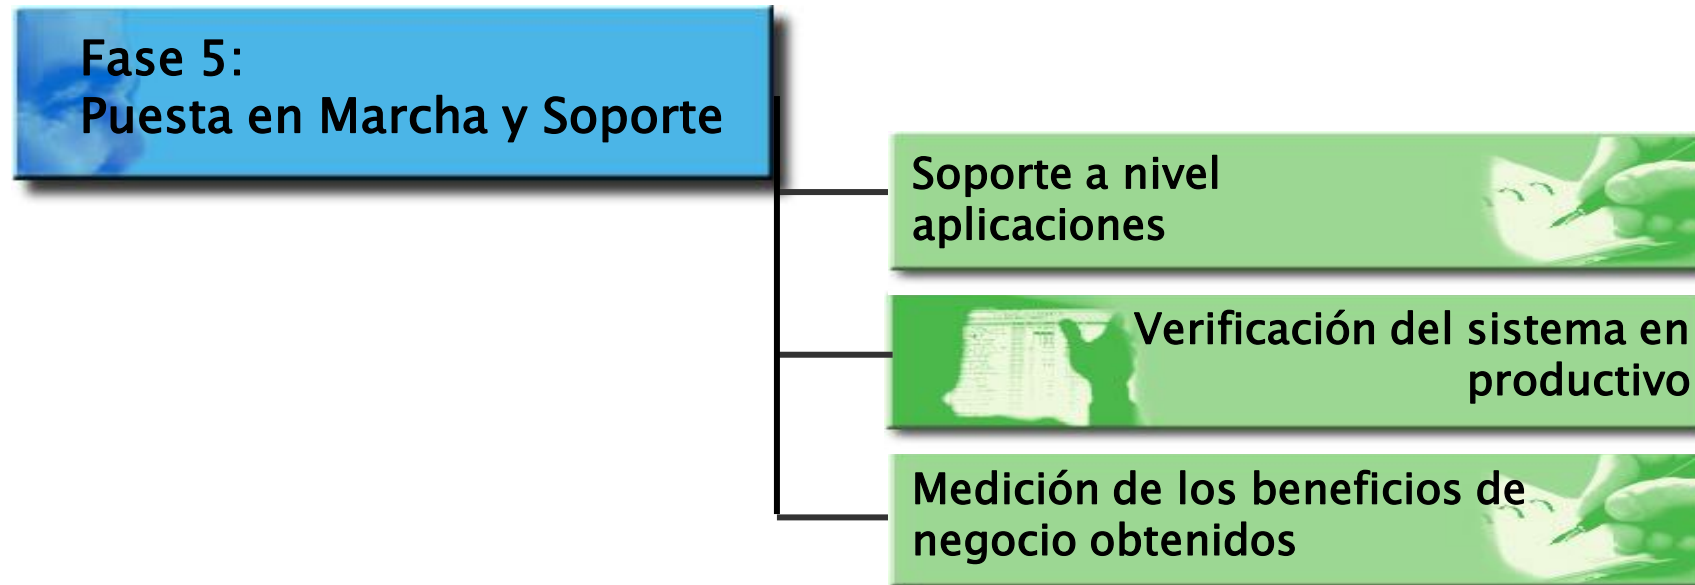 Fase 5:
Puesta en Marcha y Soporte
Soporte a nivel
aplicaciones
Verificación del sistema en
productivo
Medición de los beneficios de
negocio obtenidos